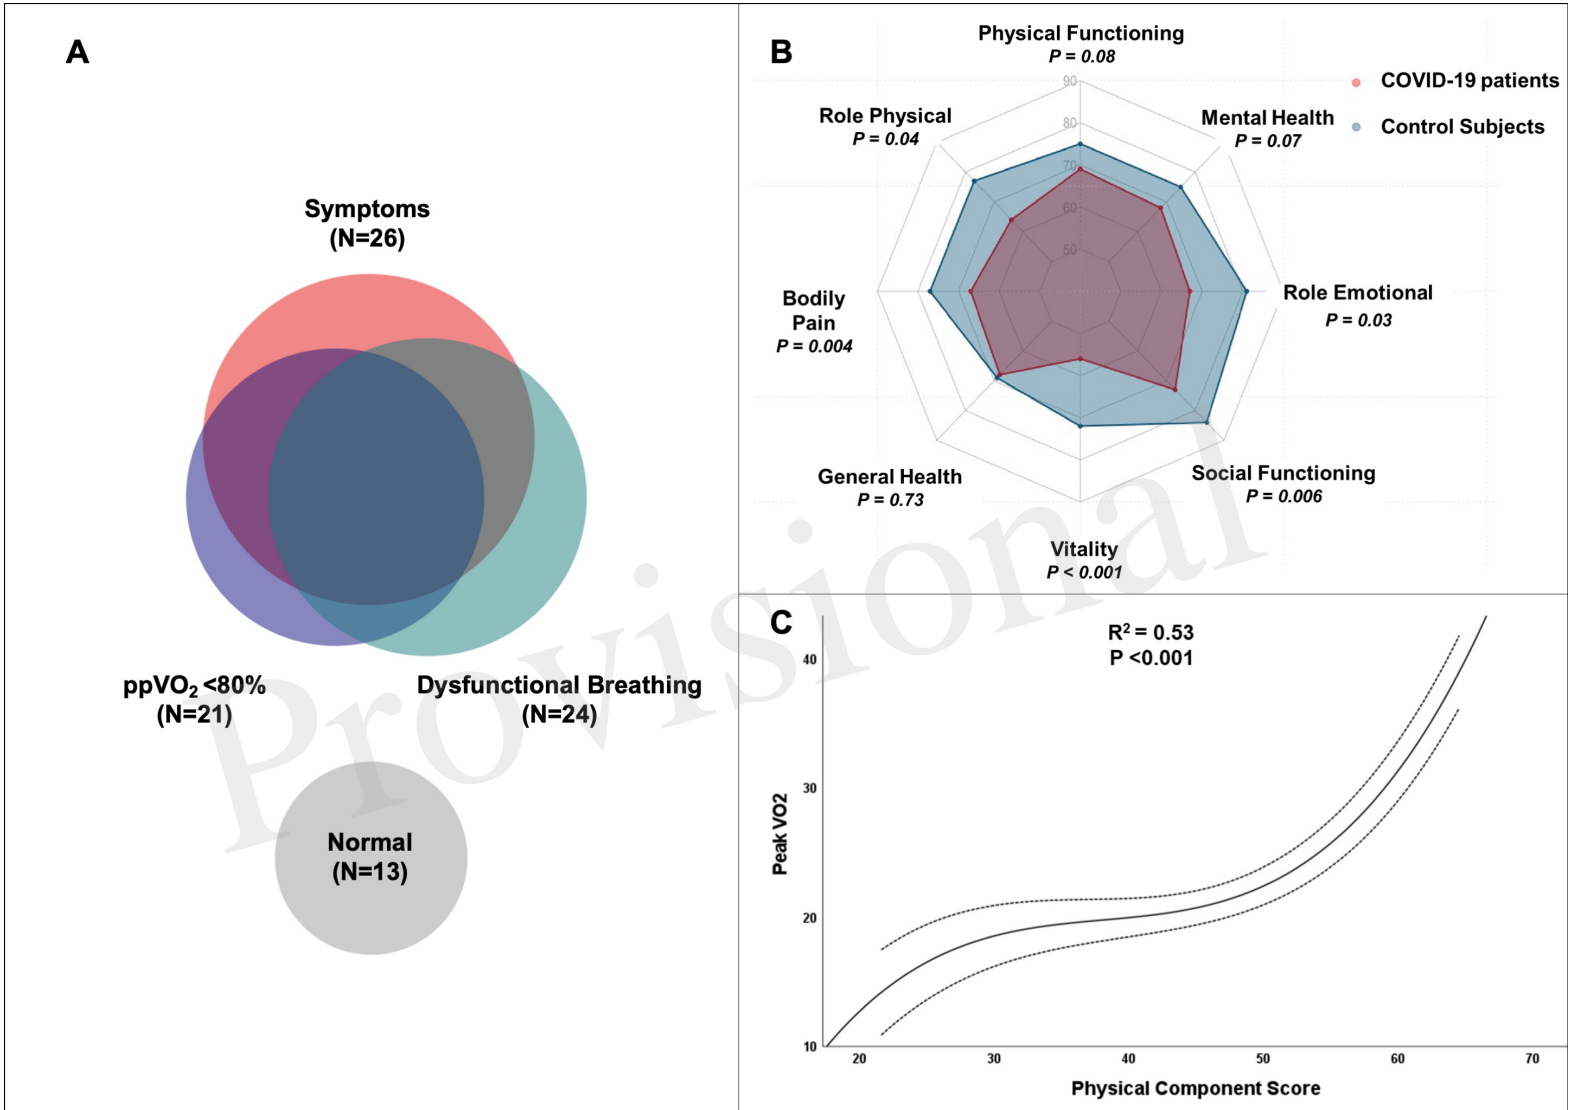 A
Symptoms
(N=26)
ppVO₂ <80%
(N=21)
Dysfunctional Breathing
(N=24)
Normal
(N=13)
B
Physical Functioning
P = 0.08
COVID-19 patients
Control Subjects
Mental Health
P = 0.07
Role Physical
P = 0.04
90
80
70
60
50
Role Emotional
P = 0.03
Bodily
Pain
P = 0.004
General Health
P = 0.73
Social Functioning
P = 0.006
Vitality
P < 0.001
C
R² = 0.53
P <0.001
40
30
20
10
Peak VO2
20 30 40 50 60 70
Physical Component Score
Provisional